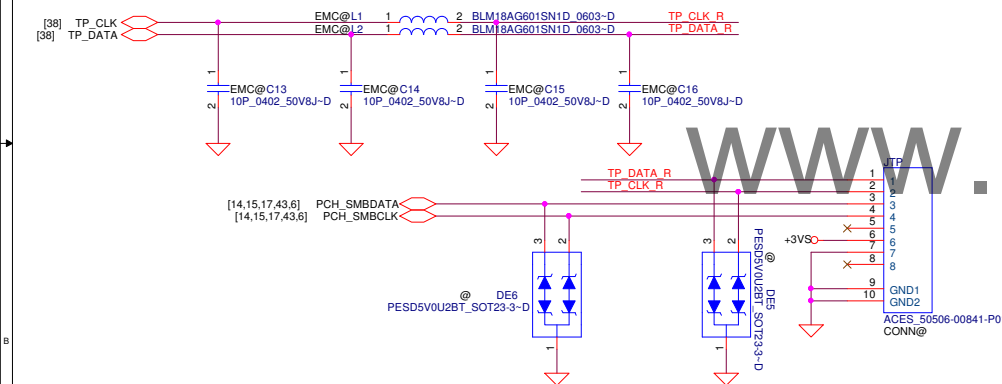 [38] TP_CLK EMC@L1 1 2 BLM18AG601SN1D_0603~D TP_CLK_R
[38] TP_DATA EMC@L2 1 2 BLM18AG601SN1D_0603~D TP_DATA_R
1 1 1 1
EMC@C13 EMC@C14 EMC@C15 EMC@C16
10P_0402_50V8J~D 10P_0402_50V8J~D 10P_0402_50V8J~D 10P_0402_50V8J~D
2 2 2 2
www.
JTP
TP_DATA_R 1 1
TP_CLK_R 2 2
[14,15,17,43,6] PCH_SMBDATA 3 3
[14,15,17,43,6] PCH_SMBCLK 4 4
5 5
+3VS 6 6
7 7
8 8
9 GND1
10 GND2
ACES_50506-00841-P0
CONN@
3 2 3 2
@ DE6
PESD5V0U2BT_SOT23-3~D
1
@ DE5
PESD5V0U2BT_SOT23-3~D
1
B